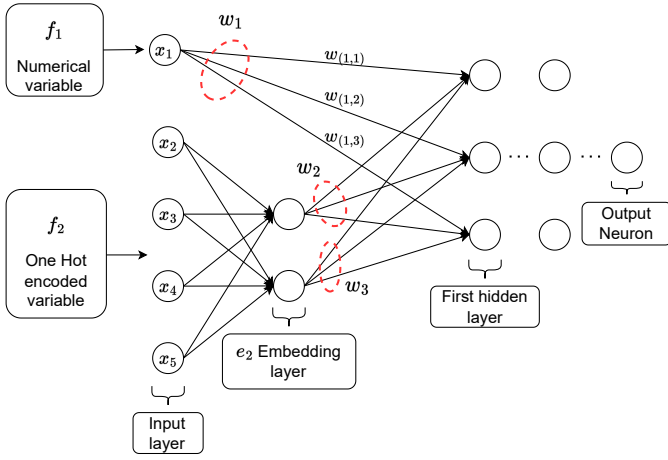 f₁
Numerical
variable
x₁
w₁
w₍₁,₁₎
w₍₁,₂₎
w₍₁,₃₎
x₂
w₂
x₃
f₂
One Hot
encoded
variable
... ...
Output
Neuron
x₄
w₃
First hidden
layer
e₂ Embedding
layer
x₅
Input
layer